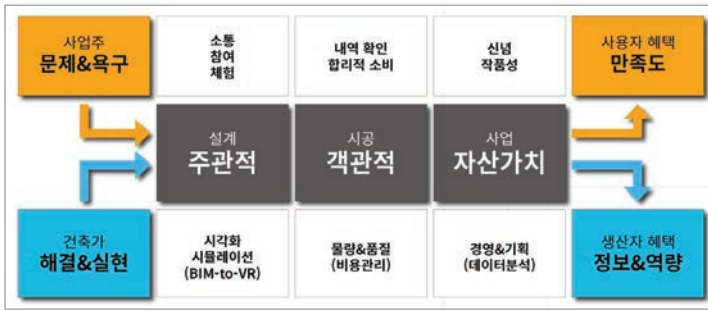 사업주
문제&욕구
소통
참여
체험
내역 확인
합리적 소비
신념
작품성
사용자 혜택
만족도
설계
주관적
시공
객관적
사업
자산가치
건축가
해결&실현
시각화
시뮬레이션
(BIM-to-VR)
물량&품질
(비용관리)
경영&기획
(데이터분석)
생산자 혜택
정보&역량